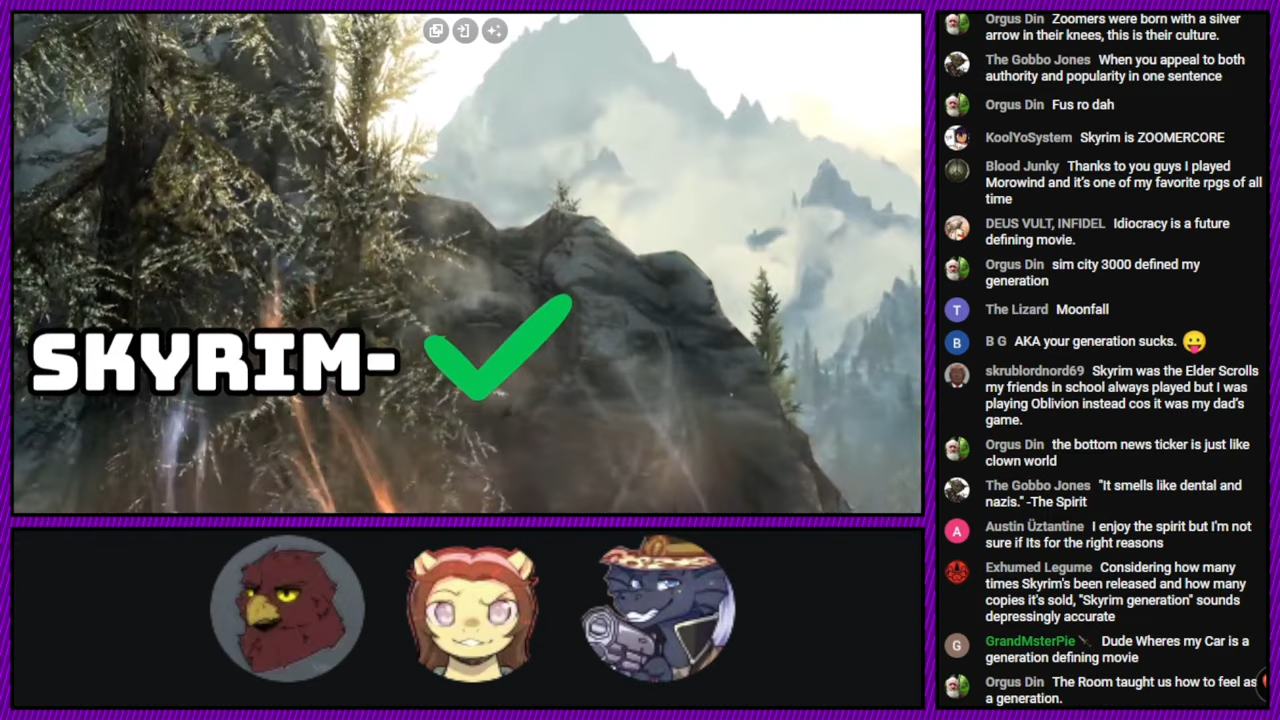 SKYRIM-
Orgus Din Zoomers were born with a silver
arrow in their knees, this is their culture.
The Gobbo Jones When you appeal to both
authority and popularity in one sentence
Orgus Din Fus ro dah
KoolYoSystem Skyrim is ZOOMERCORE
Blood Junky Thanks to you guys I played
Morowind and it's one of my favorite rpgs of all
time
DEUS VULT, INFIDEL Idiocracy is a future
defining movie.
Orgus Din sim city 3000 defined my
generation
T The Lizard Moonfall
B B G AKA your generation sucks. 😛
skrublordnord69 Skyrim was the Elder Scrolls
my friends in school always played but I was
playing Oblivion instead cos it was my dad's
game.
Orgus Din the bottom news ticker is just like
clown world
The Gobbo Jones "It smells like dental and
nazis." -The Spirit
A Austin Üztantine I enjoy the spirit but I'm not
sure if Its for the right reasons
Exhumed Legume Considering how many
times Skyrim's been released and how many
copies it's sold, "Skyrim generation" sounds
depressingly accurate
G GrandMsterPie Dude Wheres my Car is a
generation defining movie
Orgus Din The Room taught us how to feel as
a generation.